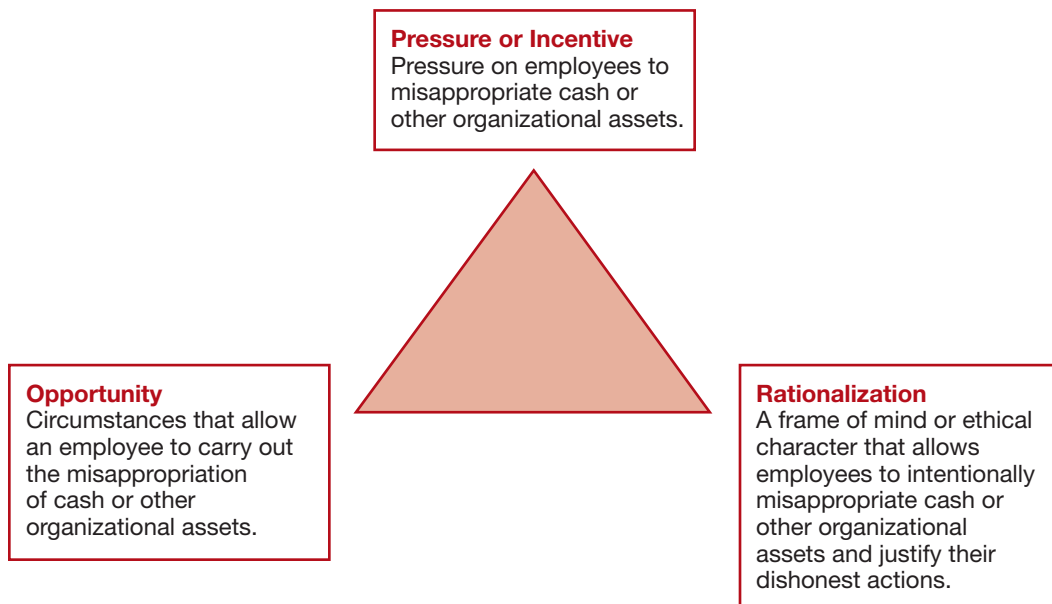 Pressure or Incentive
Pressure on employees to
misappropriate cash or
other organizational assets.
Opportunity
Circumstances that allow
an employee to carry out
the misappropriation
of cash or other
organizational assets.
Rationalization
A frame of mind or ethical
character that allows
employees to intentionally
misappropriate cash or
other organizational
assets and justify their
dishonest actions.